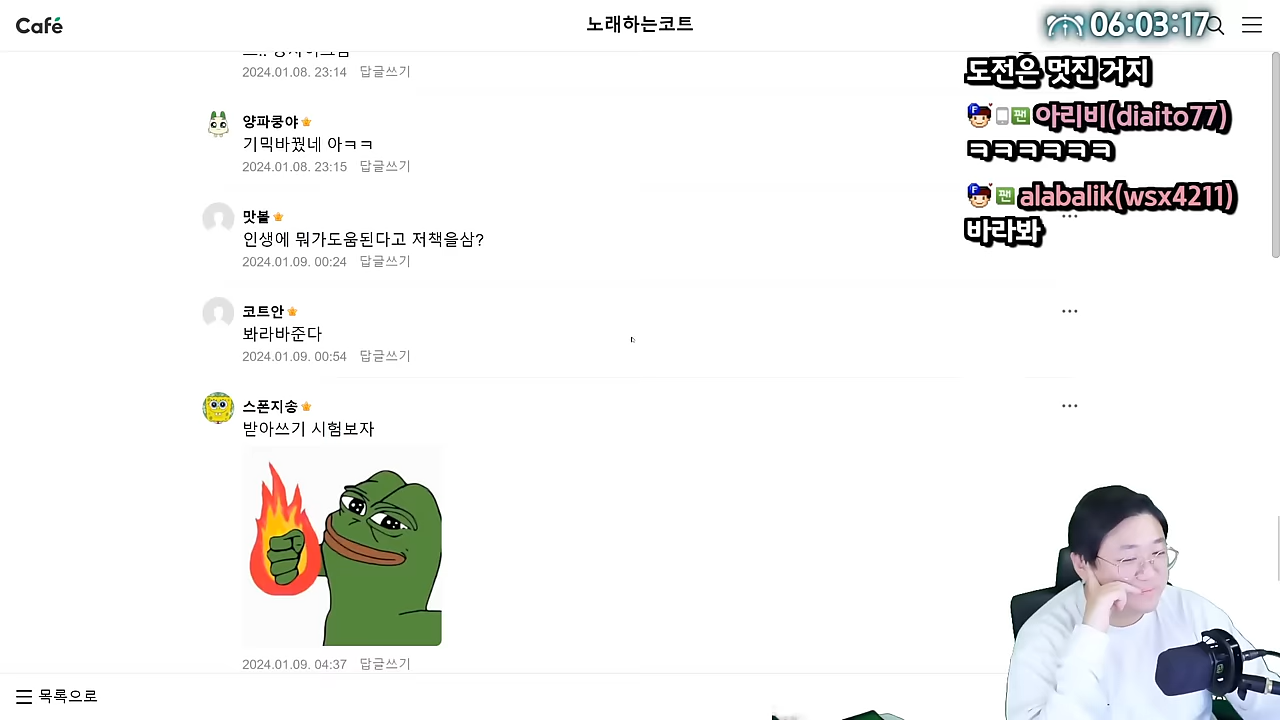 Café
노래하는코트
06:03:17
2024.01.08. 23:14 답글쓰기
양파쿵야
기믹바꿨네 아ㅋㅋ
2024.01.08. 23:15 답글쓰기
맛불
인생에 뭐가도움된다고 저책을삼?
2024.01.09. 00:24 답글쓰기
코트안
봐라바준다
2024.01.09. 00:54 답글쓰기
스폰지송
받아쓰기 시험보자
2024.01.09. 04:37 답글쓰기
목록으로
도전은 멋진 거지
F 팬 아리비(diaito77)
ㅋㅋㅋㅋㅋㅋ
F 팬 alabalik(wsx4211)
바라봐